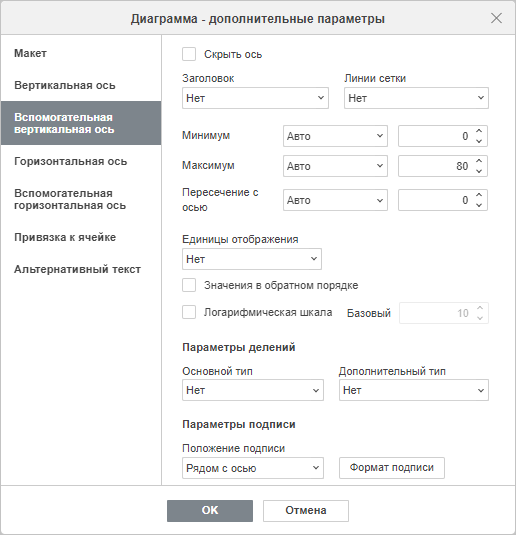 Диаграмма - дополнительные параметры
Макет
Вертикальная ось
Вспомогательная
вертикальная ось
Горизонтальная ось
Вспомогательная
горизонтальная ось
Привязка к ячейке
Альтернативный текст
Скрыть ось
Заголовок Линии сетки
Нет Нет
Минимум Авто 0
Максимум Авто 80
Пересечение с
осью Авто 0
Единицы отображения
Нет
Значения в обратном порядке
Логарифмическая шкала Базовый 10
Параметры делений
Основной тип Дополнительный тип
Нет Нет
Параметры подписи
Положение подписи
Рядом с осью Формат подписи
OK Отмена